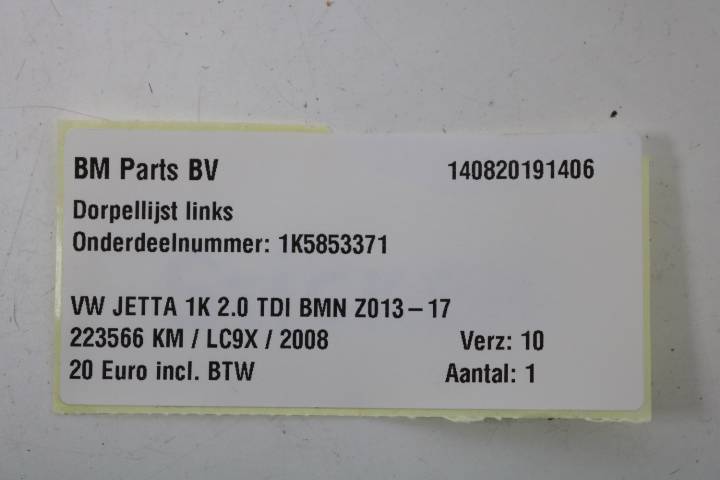 BM Parts BV 140820191406
Dorpellijst links
Onderdeelnummer: 1K5853371
VW JETTA 1K 2.0 TDI BMN Z013-17
223566 KM / LC9X / 2008 Verz: 10
20 Euro incl. BTW Aantal: 1